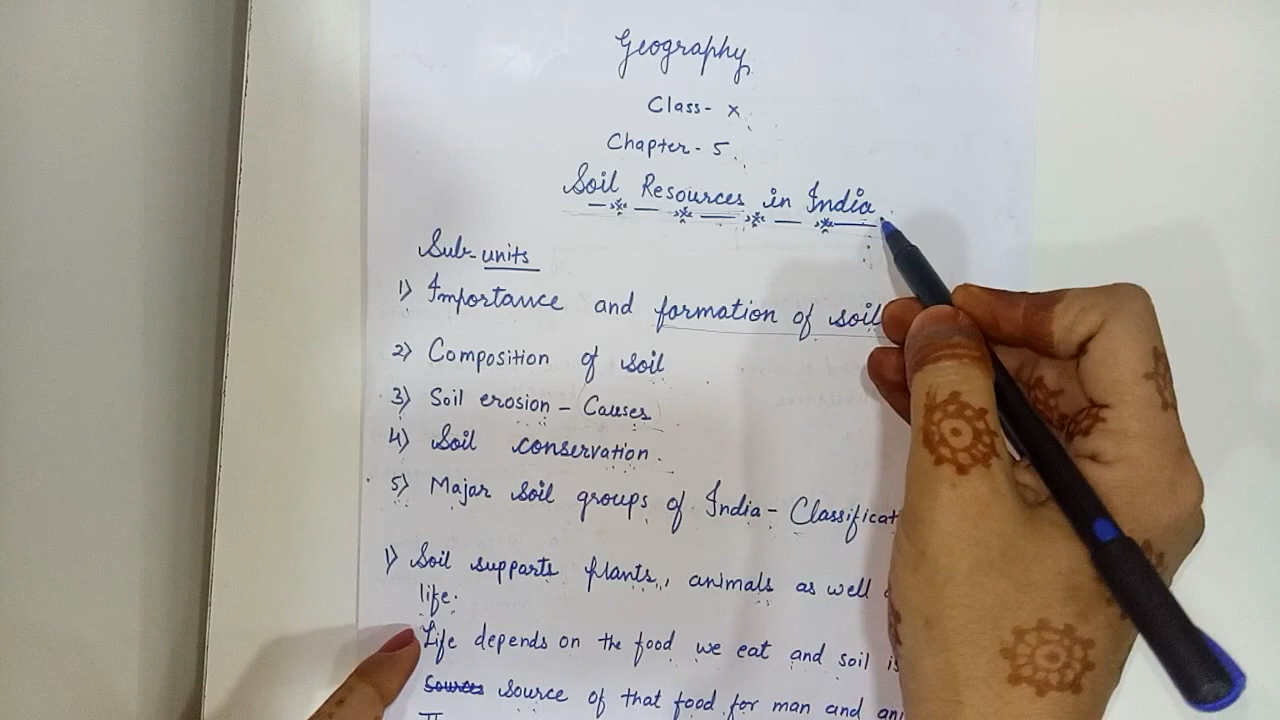 Geography
Class- X
Chapter- 5
Soil Resources in India
Sub-units
1) Importance and formation of soil
2) Composition of soil
3) Soil erosion - Causes
4) Soil conservation.
5) Major soil groups of India - Classificat
1) Soil supports plants, animals as well
life.
Life depends on the food we eat and soil is
Sources source of that food for man and ani